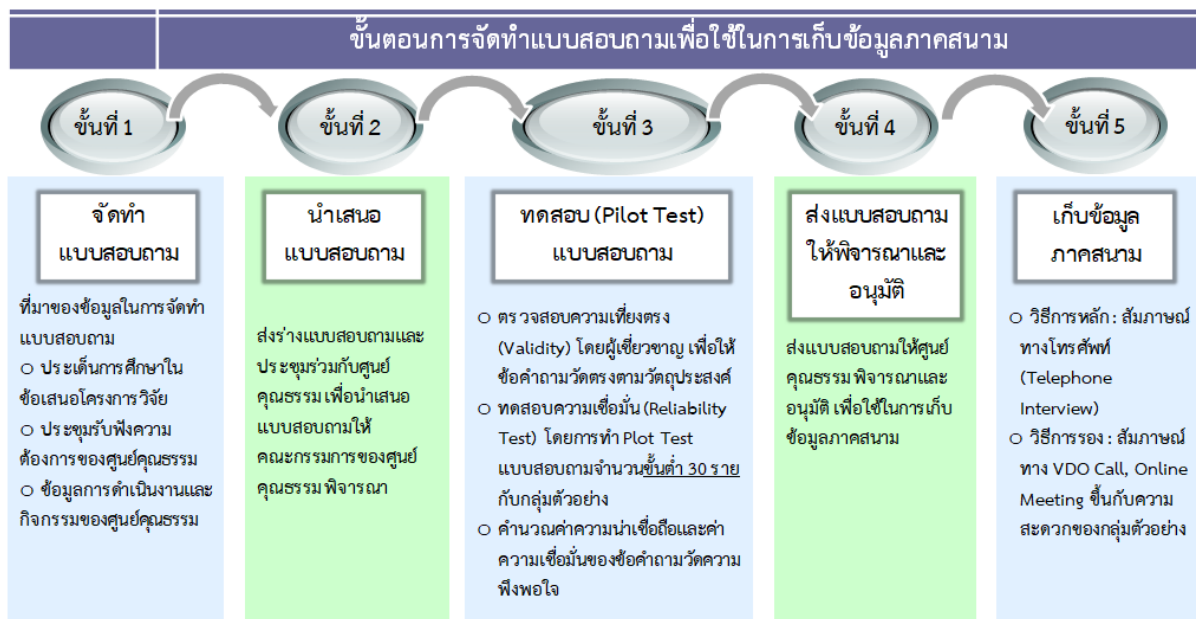 ขั้นตอนการจัดทำแบบสอบถามเพื่อใช้ในการเก็บข้อมูลภาคสนาม
ขั้นที่ 1
ขั้นที่ 2
ขั้นที่ 3
ขั้นที่ 4
ขั้นที่ 5
จัดทำ
แบบสอบถาม
ที่มาของข้อมูลในการจัดทำ
แบบสอบถาม
○ ประเด็นการศึกษาใน
ข้อเสนอโครงการวิจัย
○ ประชุมรับฟังความ
ต้องการของศูนย์คุณธรรม
○ ข้อมูลการดำเนินงานและ
กิจกรรมของศูนย์คุณธรรม
นำเสนอ
แบบสอบถาม
ส่งร่างแบบสอบถามและ
ประชุมร่วมกับศูนย์
คุณธรรม เพื่อนำเสนอ
แบบสอบถามให้
คณะกรรมการของศูนย์
คุณธรรม พิจารณา
ทดสอบ (Pilot Test)
แบบสอบถาม
○ ตรวจสอบความเที่ยงตรง
(Validity) โดยผู้เชี่ยวชาญ เพื่อให้
ข้อคำถามวัดตรงตามวัตถุประสงค์
○ ทดสอบความเชื่อมั่น (Reliability
Test) โดยการทำ Plot Test
แบบสอบถามจำนวนขั้นต่ำ 30 ราย
กับกลุ่มตัวอย่าง
○ คำนวณค่าความน่าเชื่อถือและค่า
ความเชื่อมั่นของข้อคำถามวัดความ
พึงพอใจ
ส่งแบบสอบถาม
ให้พิจารณาและ
อนุมัติ
ส่งแบบสอบถามให้ศูนย์
คุณธรรม พิจารณาและ
อนุมัติ เพื่อใช้ในการเก็บ
ข้อมูลภาคสนาม
เก็บข้อมูล
ภาคสนาม
○ วิธีการหลัก : สัมภาษณ์
ทางโทรศัพท์
(Telephone
Interview)
○ วิธีการรอง : สัมภาษณ์
ทาง VDO Call, Online
Meeting ขึ้นกับความ
สะดวกของกลุ่มตัวอย่าง